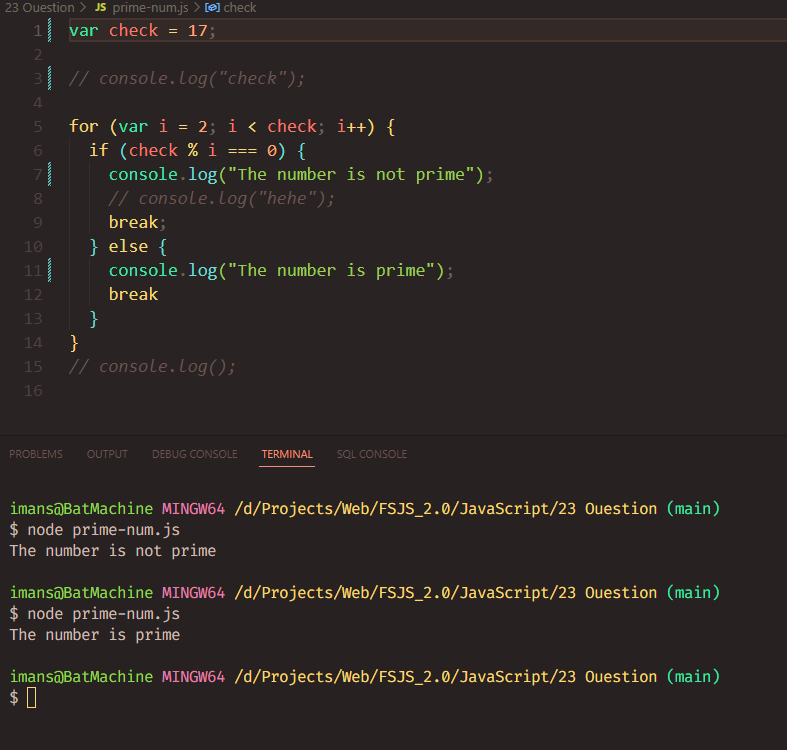 23 Ouestion > JS prime-num.js > check
1 var check = 17;
2
3 // console.log("check");
4
5 for (var i = 2; i < check; i++) {
6 if (check % i === 0) {
7 console.log("The number is not prime");
8 // console.log("hehe");
9 break;
10 } else {
11 console.log("The number is prime");
12 break
13 }
14 }
15 // console.log();
16
PROBLEMS OUTPUT DEBUG CONSOLE TERMINAL SQL CONSOLE
imans@BatMachine MINGW64 /d/Projects/Web/FSJS_2.0/JavaScript/23 Ouestion (main)
$ node prime-num.js
The number is not prime
imans@BatMachine MINGW64 /d/Projects/Web/FSJS_2.0/JavaScript/23 Ouestion (main)
$ node prime-num.js
The number is prime
imans@BatMachine MINGW64 /d/Projects/Web/FSJS_2.0/JavaScript/23 Ouestion (main)
$